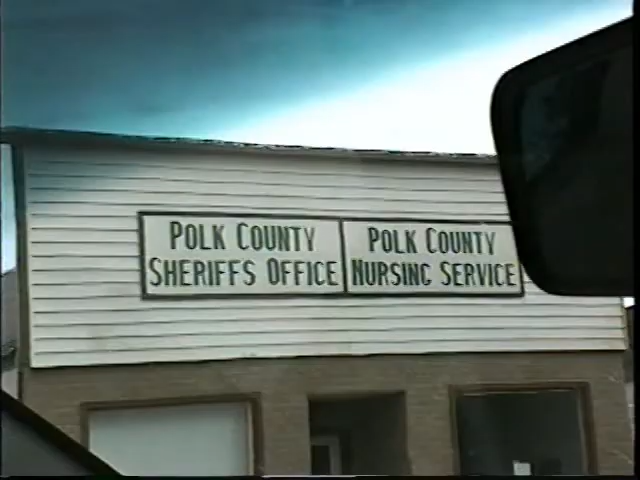 POLK COUNTY
SHERIFFS OFFICE
POLK COUNTY
NURSING SERVICE